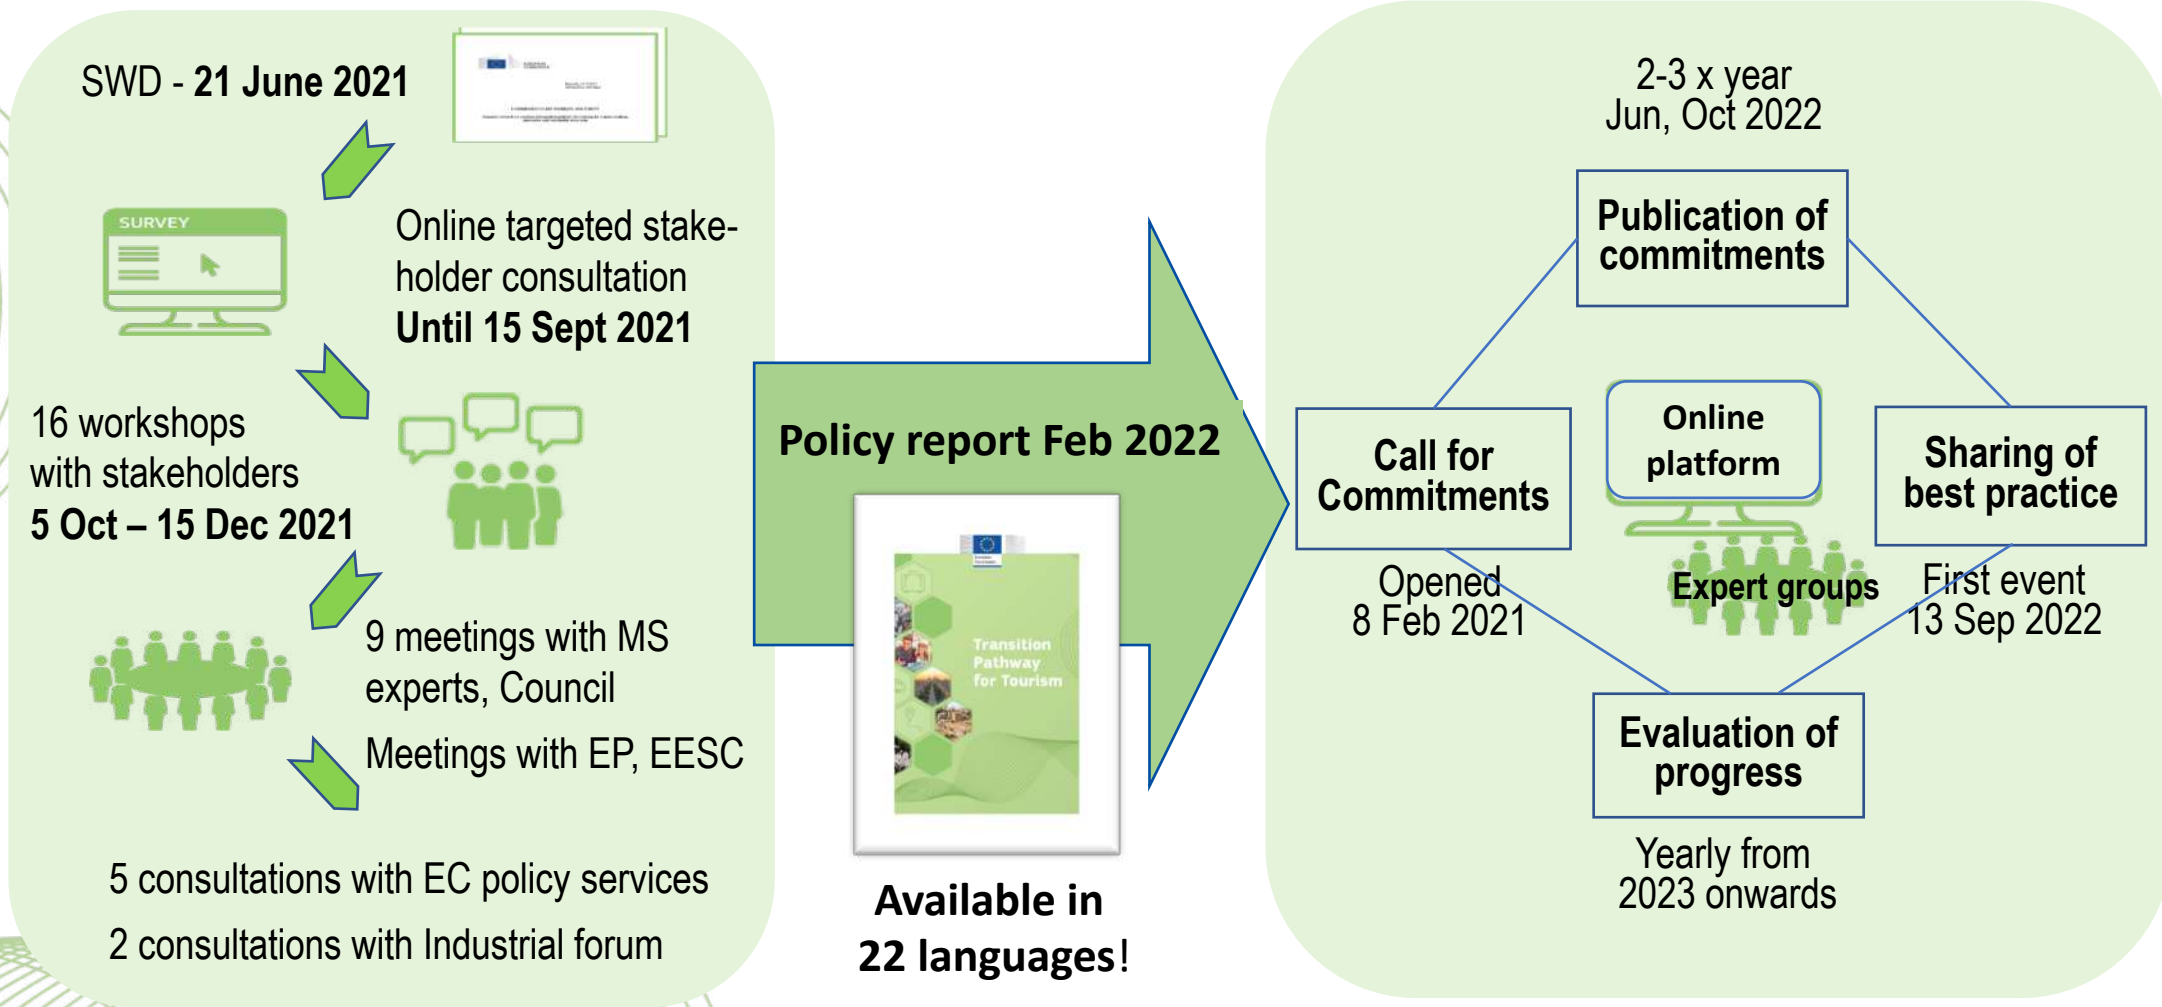 SWD - 21 June 2021
SURVEY
Online targeted stake-
holder consultation
Until 15 Sept 2021
16 workshops
with stakeholders
5 Oct – 15 Dec 2021
9 meetings with MS
experts, Council
Meetings with EP, EESC
5 consultations with EC policy services
2 consultations with Industrial forum
Policy report Feb 2022
Transition
Pathway
for Tourism
Available in
22 languages!
2-3 x year
Jun, Oct 2022
Publication of
commitments
Call for
Commitments
Opened
8 Feb 2021
Online
platform
Expert groups
Sharing of
best practice
First event
13 Sep 2022
Evaluation of
progress
Yearly from
2023 onwards